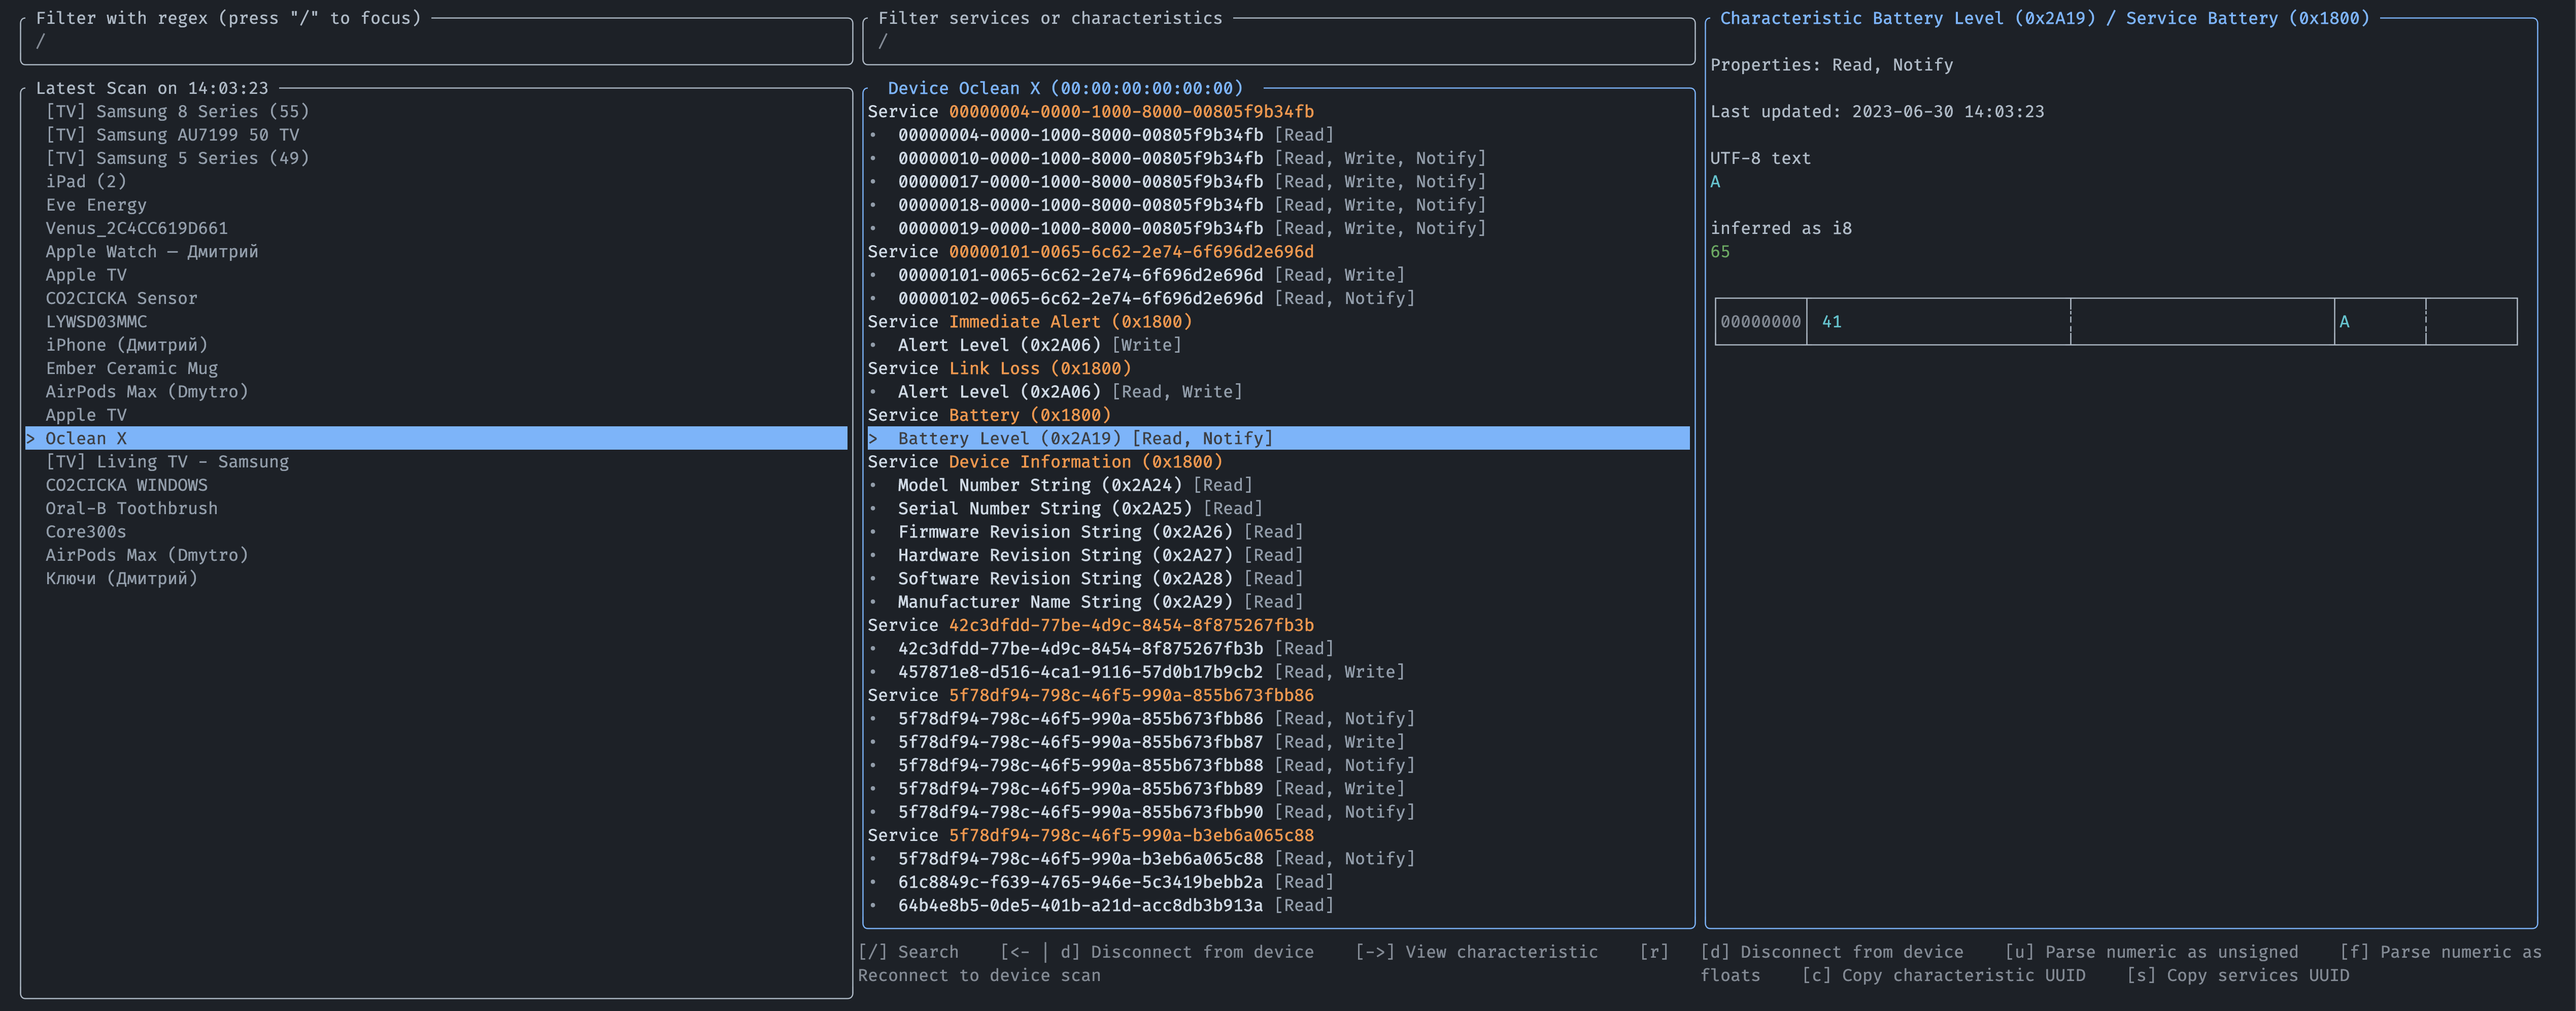 Filter with regex (press "/" to focus)
/
Latest Scan on 14:03:23
[TV] Samsung 8 Series (55)
[TV] Samsung AU7199 50 TV
[TV] Samsung 5 Series (49)
iPad (2)
Eve Energy
Venus_2C4CC619D661
Apple Watch — Дмитрий
Apple TV
CO2CICKA Sensor
LYWSD03MMC
iPhone (Дмитрий)
Ember Ceramic Mug
AirPods Max (Dmytro)
Apple TV
> Oclean X
[TV] Living TV - Samsung
CO2CICKA WINDOWS
Oral-B Toothbrush
Core300s
AirPods Max (Dmytro)
Ключи (Дмитрий)
Filter services or characteristics
/
Device Oclean X (00:00:00:00:00:00)
Service 00000004-0000-1000-8000-00805f9b34fb
• 00000004-0000-1000-8000-00805f9b34fb [Read]
• 00000010-0000-1000-8000-00805f9b34fb [Read, Write, Notify]
• 00000017-0000-1000-8000-00805f9b34fb [Read, Write, Notify]
• 00000018-0000-1000-8000-00805f9b34fb [Read, Write, Notify]
• 00000019-0000-1000-8000-00805f9b34fb [Read, Write, Notify]
Service 00000101-0065-6c62-2e74-6f696d2e696d
• 00000101-0065-6c62-2e74-6f696d2e696d [Read, Write]
• 00000102-0065-6c62-2e74-6f696d2e696d [Read, Notify]
Service Immediate Alert (0x1800)
• Alert Level (0x2A06) [Write]
Service Link Loss (0x1800)
• Alert Level (0x2A06) [Read, Write]
Service Battery (0x1800)
> Battery Level (0x2A19) [Read, Notify]
Service Device Information (0x1800)
• Model Number String (0x2A24) [Read]
• Serial Number String (0x2A25) [Read]
• Firmware Revision String (0x2A26) [Read]
• Hardware Revision String (0x2A27) [Read]
• Software Revision String (0x2A28) [Read]
• Manufacturer Name String (0x2A29) [Read]
Service 42c3dfdd-77be-4d9c-8454-8f875267fb3b
• 42c3dfdd-77be-4d9c-8454-8f875267fb3b [Read]
• 457871e8-d516-4ca1-9116-57d0b17b9cb2 [Read, Write]
Service 5f78df94-798c-46f5-990a-855b673fbb86
• 5f78df94-798c-46f5-990a-855b673fbb86 [Read, Notify]
• 5f78df94-798c-46f5-990a-855b673fbb87 [Read, Write]
• 5f78df94-798c-46f5-990a-855b673fbb88 [Read, Notify]
• 5f78df94-798c-46f5-990a-855b673fbb89 [Read, Write]
• 5f78df94-798c-46f5-990a-855b673fbb90 [Read, Notify]
Service 5f78df94-798c-46f5-990a-b3eb6a065c88
• 5f78df94-798c-46f5-990a-b3eb6a065c88 [Read, Notify]
• 61c8849c-f639-4765-946e-5c3419bebb2a [Read]
• 64b4e8b5-0de5-401b-a21d-acc8db3b913a [Read]
[/] Search [<- | d] Disconnect from device [->] View characteristic [r]
Reconnect to device scan
Characteristic Battery Level (0x2A19) / Service Battery (0x1800)
Properties: Read, Notify
Last updated: 2023-06-30 14:03:23
UTF-8 text
A
inferred as i8
65
00000000 41 A
[d] Disconnect from device [u] Parse numeric as unsigned [f] Parse numeric as
floats [c] Copy characteristic UUID [s] Copy services UUID